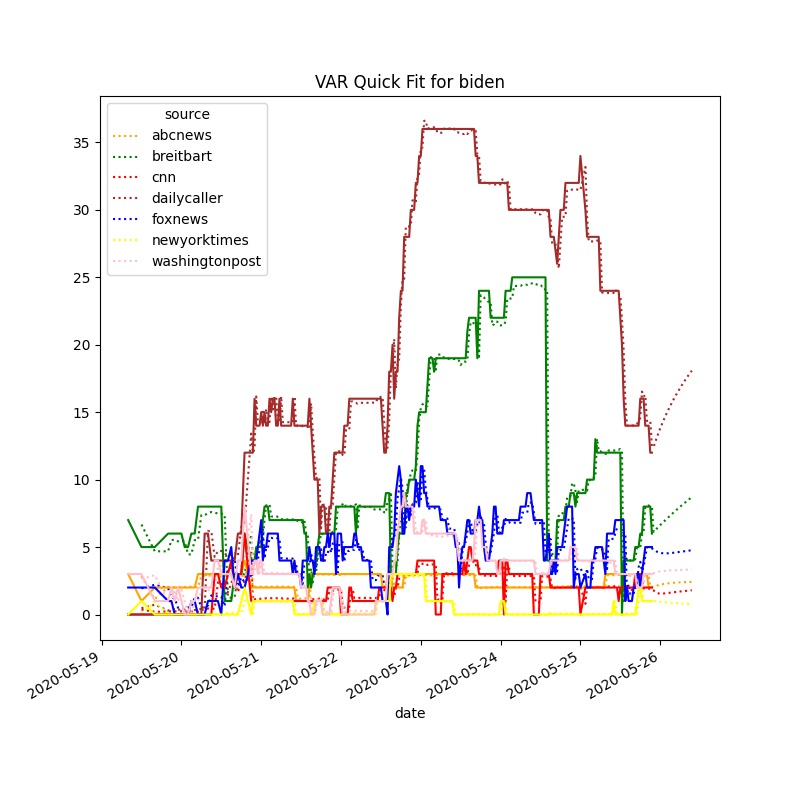 VAR Quick Fit for biden
source
abcnews
breitbart
cnn
dailycaller
foxnews
newyorktimes
washingtonpost
35
30
25
20
15
10
5
0
2020-05-19
2020-05-20
2020-05-21
2020-05-22
2020-05-23
2020-05-24
2020-05-25
2020-05-26
date